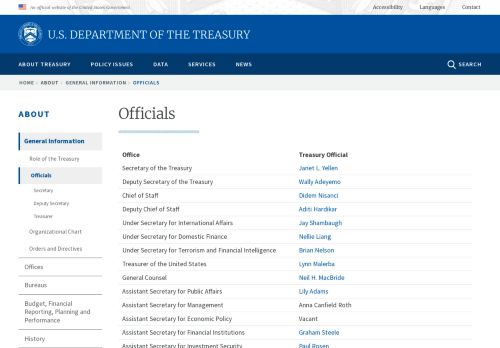 An official website of the United States Government
Accessibility Languages Contact
U.S. DEPARTMENT OF THE TREASURY
ABOUT TREASURY POLICY ISSUES DATA SERVICES NEWS SEARCH
HOME › ABOUT › GENERAL INFORMATION › OFFICIALS
ABOUT
General Information
Role of the Treasury
Officials
Secretary
Deputy Secretary
Treasurer
Organizational Chart
Orders and Directives
Offices
Bureaus
Budget, Financial
Reporting, Planning and
Performance
History
Officials
Office Treasury Official
Secretary of the Treasury Janet L. Yellen
Deputy Secretary of the Treasury Wally Adeyemo
Chief of Staff Didem Nisanci
Deputy Chief of Staff Aditi Hardikar
Under Secretary for International Affairs Jay Shambaugh
Under Secretary for Domestic Finance Nellie Liang
Under Secretary for Terrorism and Financial Intelligence Brian Nelson
Treasurer of the United States Lynn Malerba
General Counsel Neil H. MacBride
Assistant Secretary for Public Affairs Lily Adams
Assistant Secretary for Management Anna Canfield Roth
Assistant Secretary for Economic Policy Vacant
Assistant Secretary for Financial Institutions Graham Steele
Assistant Secretary for Investment Security Paul Rosen